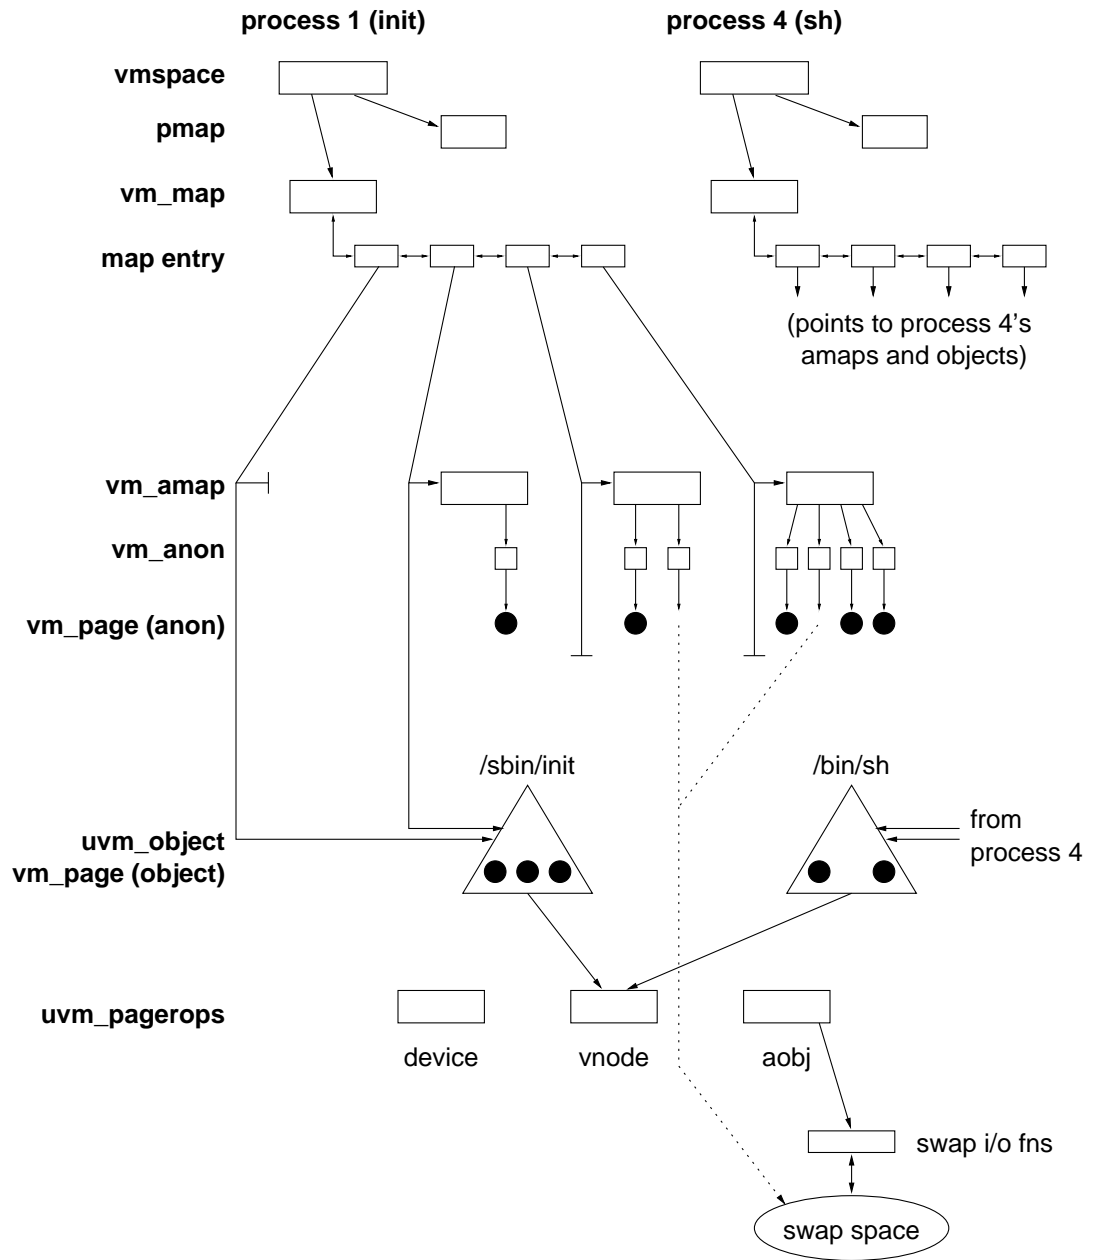 process 1 (init)
process 4 (sh)
vmspace
pmap
vm_map
map entry
(points to process 4's
amaps and objects)
vm_amap
vm_anon
vm_page (anon)
/sbin/init
/bin/sh
from
process 4
uvm_object
vm_page (object)
uvm_pagerops
device
vnode
aobj
swap i/o fns
swap space